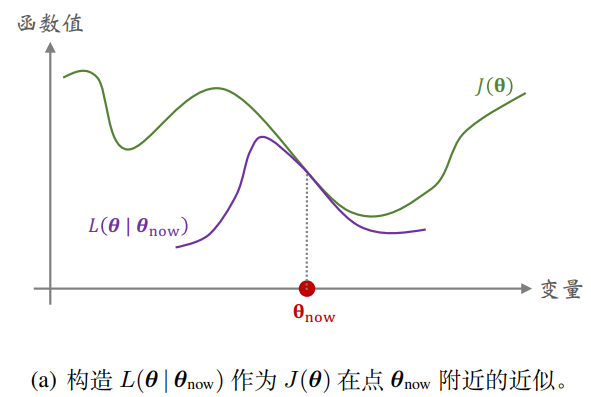 函数值
J(θ)
L(θ | θnow)
变量
θnow
(a) 构造 L(θ | θnow) 作为 J(θ) 在点 θnow 附近的近似。